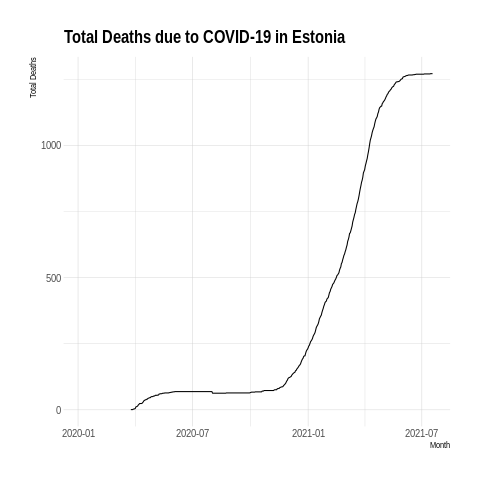 Total Deaths due to COVID-19 in Estonia
Total Deaths
1000
500
0
2020-01 2020-07 2021-01 2021-07
Month